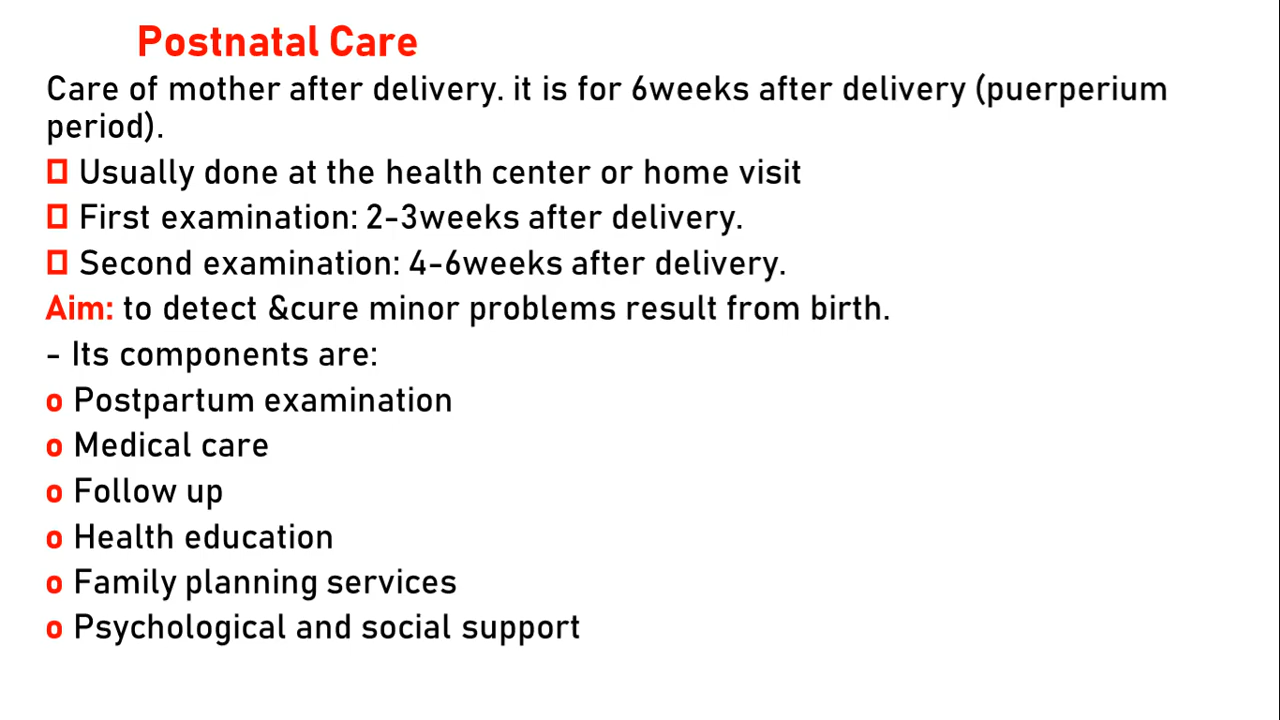 Postnatal Care
Care of mother after delivery. it is for 6weeks after delivery (puerperium
period).
Usually done at the health center or home visit
First examination: 2-3weeks after delivery.
Second examination: 4-6weeks after delivery.
Aim: to detect &cure minor problems result from birth.
- Its components are:
o Postpartum examination
o Medical care
o Follow up
o Health education
o Family planning services
o Psychological and social support